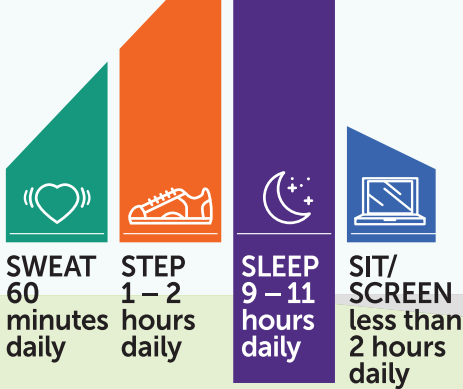 SWEAT
60
minutes
daily
STEP
1 – 2
hours
daily
SLEEP
9 – 11
hours
daily
SIT/
SCREEN
less than
2 hours
daily